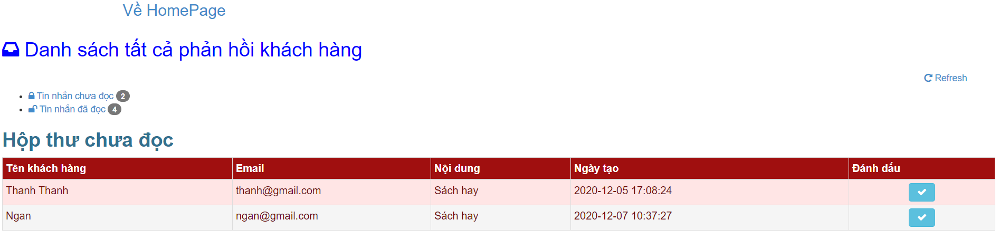 Về HomePage
Danh sách tất cả phản hồi khách hàng
Refresh
Tin nhắn chưa đọc 2
Tin nhắn đã đọc 4
Hộp thư chưa đọc
Tên khách hàng Email Nội dung Ngày tạo Đánh dấu
Thanh Thanh thanh@gmail.com Sách hay 2020-12-05 17:08:24
Ngan ngan@gmail.com Sách hay 2020-12-07 10:37:27